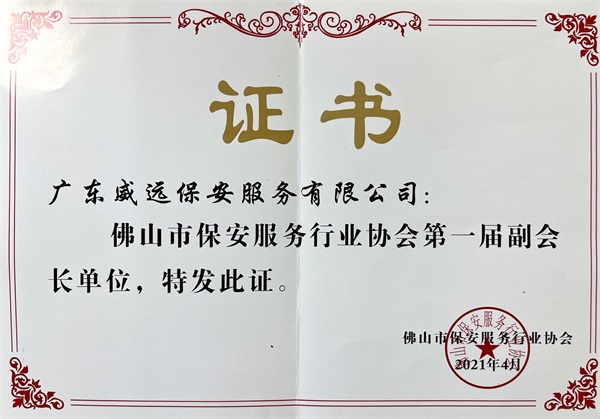 证书
广东威远保安服务有限公司：
佛山市保安服务行业协会第一届副会
长单位，特发此证。
佛山市保安服务行业协会
2021年4月